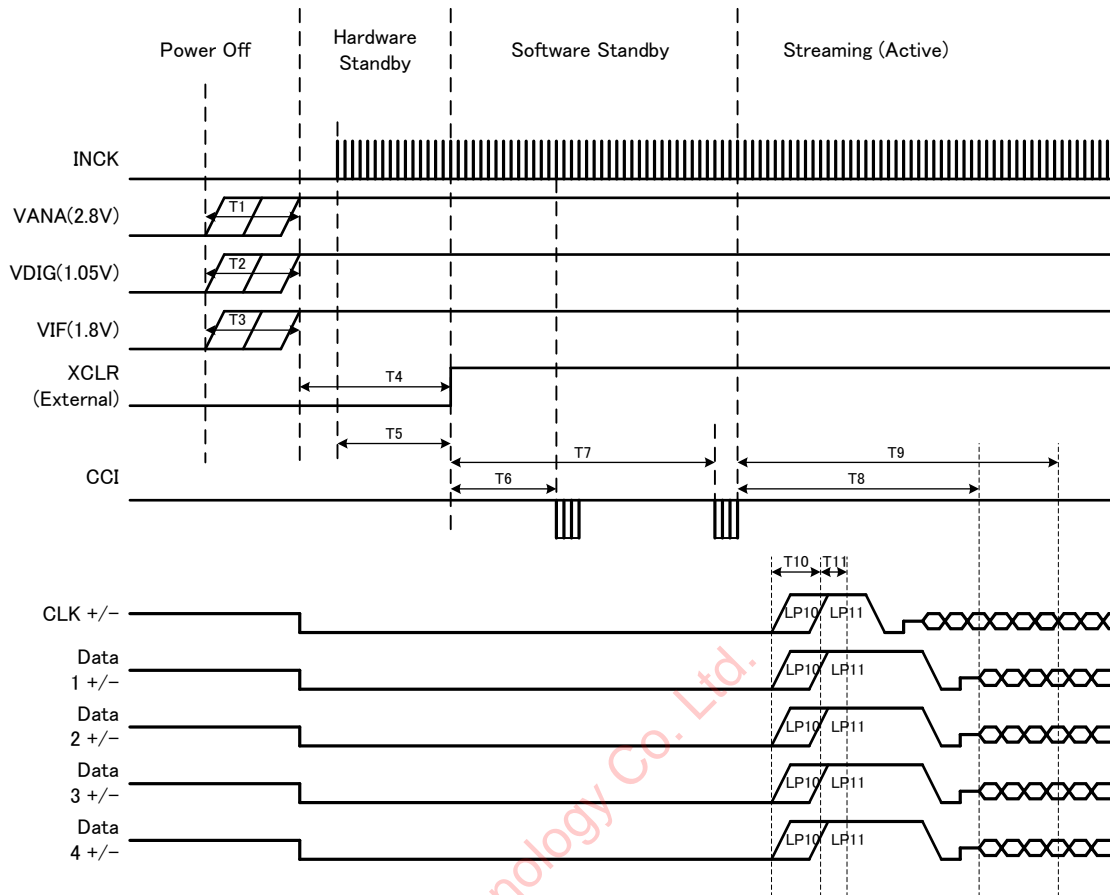 Power Off
Hardware
Standby
Software Standby
Streaming (Active)
INCK
VANA(2.8V)
T1
VDIG(1.05V)
T2
VIF(1.8V)
T3
XCLR
(External)
T4
T5
T7
T9
CCI
T6
T8
T10
T11
CLK +/-
LP10
LP11
Data
1 +/-
LP10
LP11
Data
2 +/-
LP10
LP11
Data
3 +/-
LP10
LP11
Data
4 +/-
LP10
LP11
Co. Ltd.